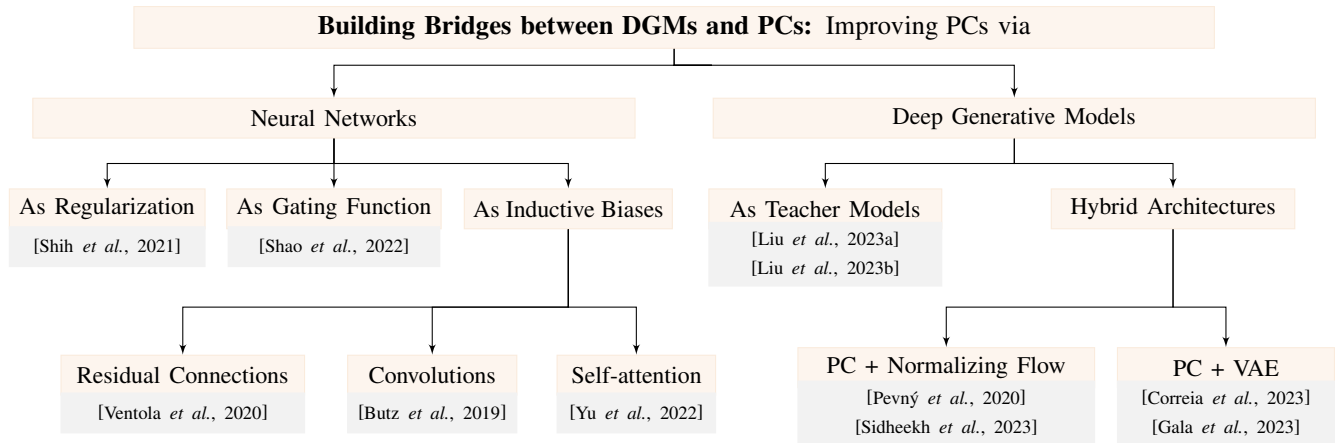 Building Bridges between DGMs and PCs: Improving PCs via
Neural Networks
Deep Generative Models
As Regularization
[Shih et al., 2021]
As Gating Function
[Shao et al., 2022]
As Inductive Biases
As Teacher Models
[Liu et al., 2023a]
[Liu et al., 2023b]
Hybrid Architectures
Residual Connections
[Ventola et al., 2020]
Convolutions
[Butz et al., 2019]
Self-attention
[Yu et al., 2022]
PC + Normalizing Flow
[Pevný et al., 2020]
[Sidheekh et al., 2023]
PC + VAE
[Correia et al., 2023]
[Gala et al., 2023]